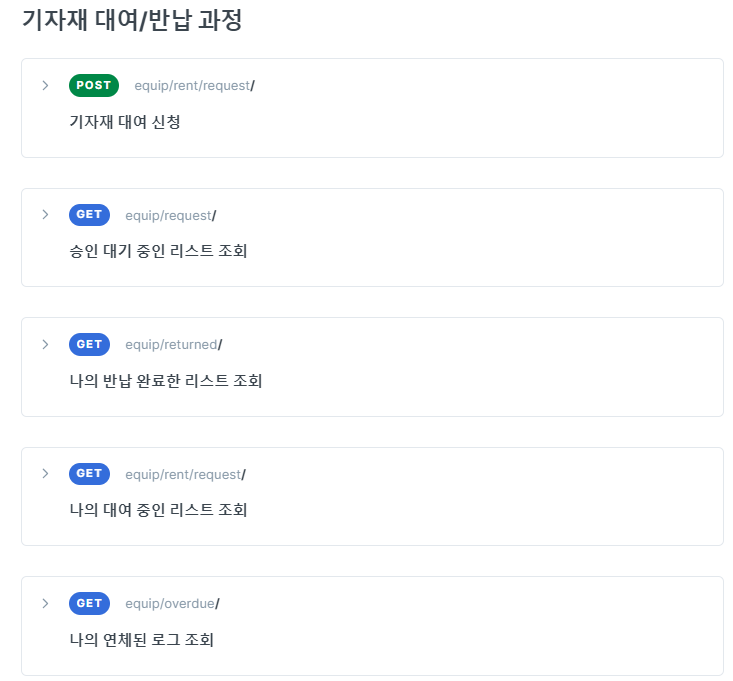 기자재 대여/반납 과정
POST equip/rent/request/
기자재 대여 신청
GET equip/request/
승인 대기 중인 리스트 조회
GET equip/returned/
나의 반납 완료한 리스트 조회
GET equip/rent/request/
나의 대여 중인 리스트 조회
GET equip/overdue/
나의 연체된 로그 조회